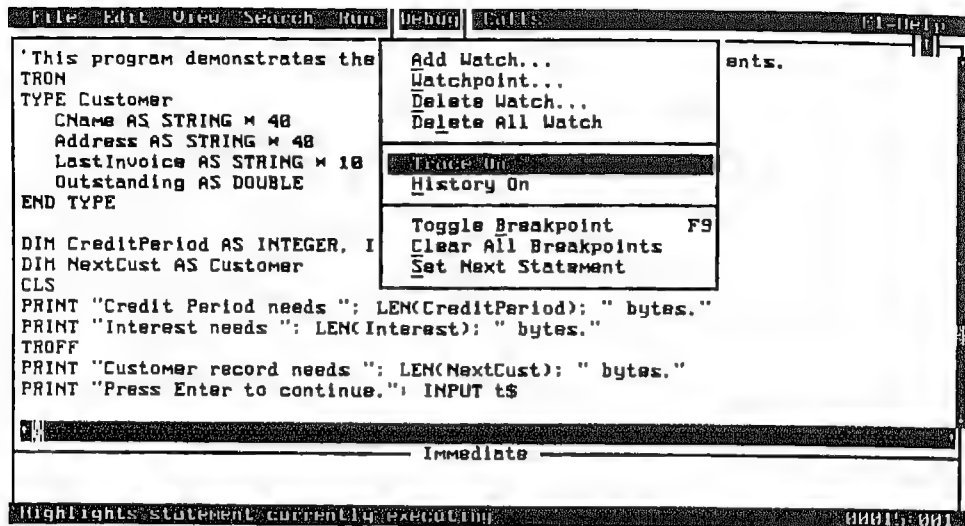 File Edit View Search Run Debug Calls F1=Help
'This program demonstrates the ents.
TRON
TYPE Customer
CName AS STRING * 40
Address AS STRING * 40
LastInvoice AS STRING * 10
Outstanding AS DOUBLE
END TYPE
DIM CreditPeriod AS INTEGER, I
DIM NextCust AS Customer
CLS
PRINT "Credit Period needs "; LEN(CreditPeriod); " bytes."
PRINT "Interest needs "; LEN(Interest); " bytes."
TROFF
PRINT "Customer record needs "; LEN(NextCust); " bytes."
PRINT "Press Enter to continue."; INPUT t$
Add Watch...
Watchpoint...
Delete Watch...
Delete All Watch
Trace On
History On
Toggle Breakpoint F9
Clear All Breakpoints
Set Next Statement
Immediate
Highlights statement currently executing 00015:001